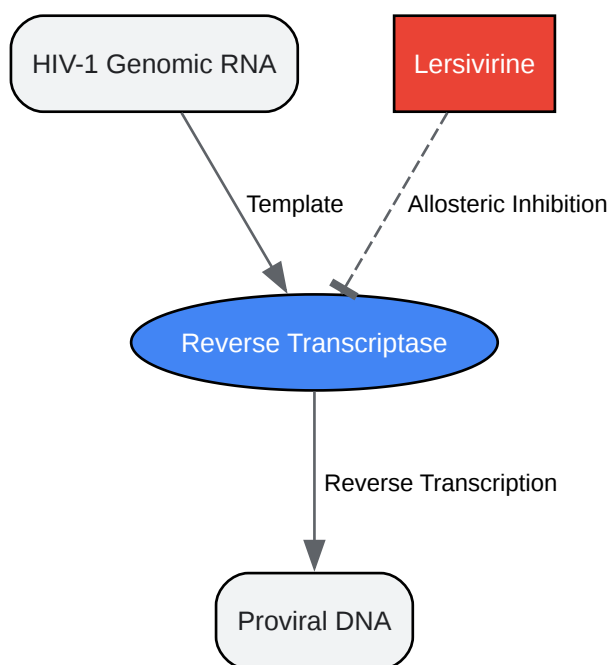 HIV-1 Genomic RNA
Lersivirine
Template
Allosteric Inhibition
Reverse Transcriptase
Reverse Transcription
Proviral DNA